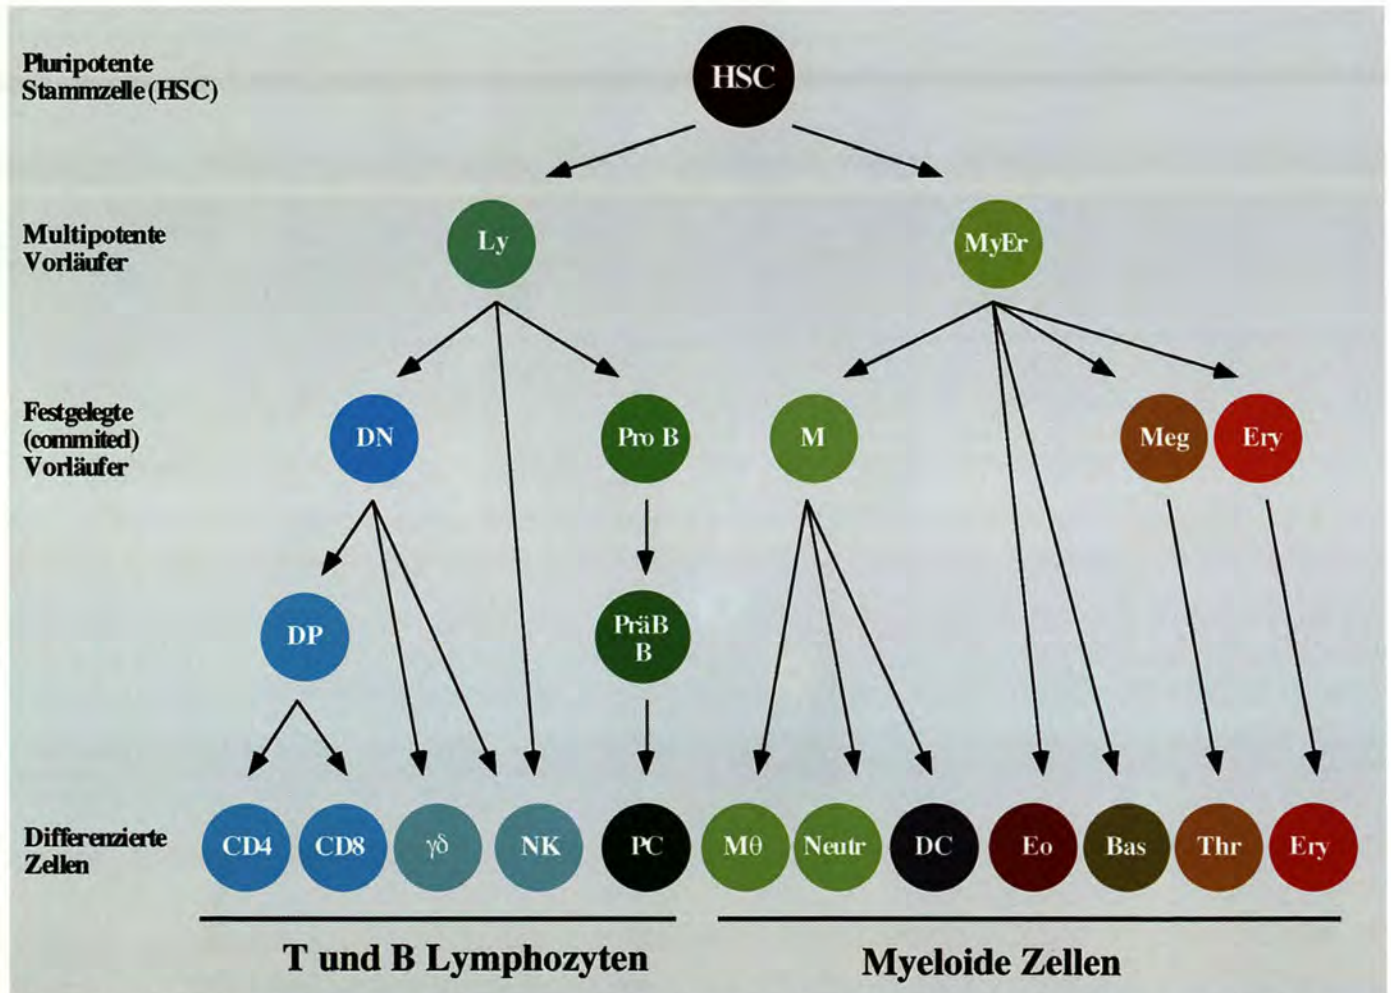 Pluripotente
Stammzelle (HSC)
HSC
Multipotente
Vorläufer
Ly
MyEr
Festgelegte
(commited)
Vorläufer
DN
Pro B
M
Meg
Ery
DP
PräB
B
Differenzierte
Zellen
CD4
CD8
γδ
NK
PC
Mθ
Neutr
DC
Eo
Bas
Thr
Ery
T und B Lymphozyten
Myeloide Zellen